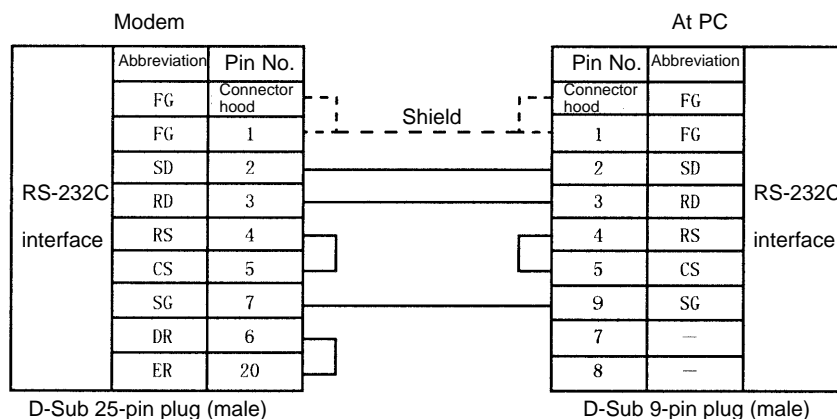 Modem
At PC
Abbreviation Pin No.
Pin No. Abbreviation
FG Connector hood
Connector hood FG
Shield
FG 1
1 FG
SD 2
2 SD
RS-232C interface
RD 3
3 RD
RS-232C interface
RS 4
4 RS
CS 5
5 CS
SG 7
9 SG
DR 6
7 —
ER 20
8 —
D-Sub 25-pin plug (male)
D-Sub 9-pin plug (male)